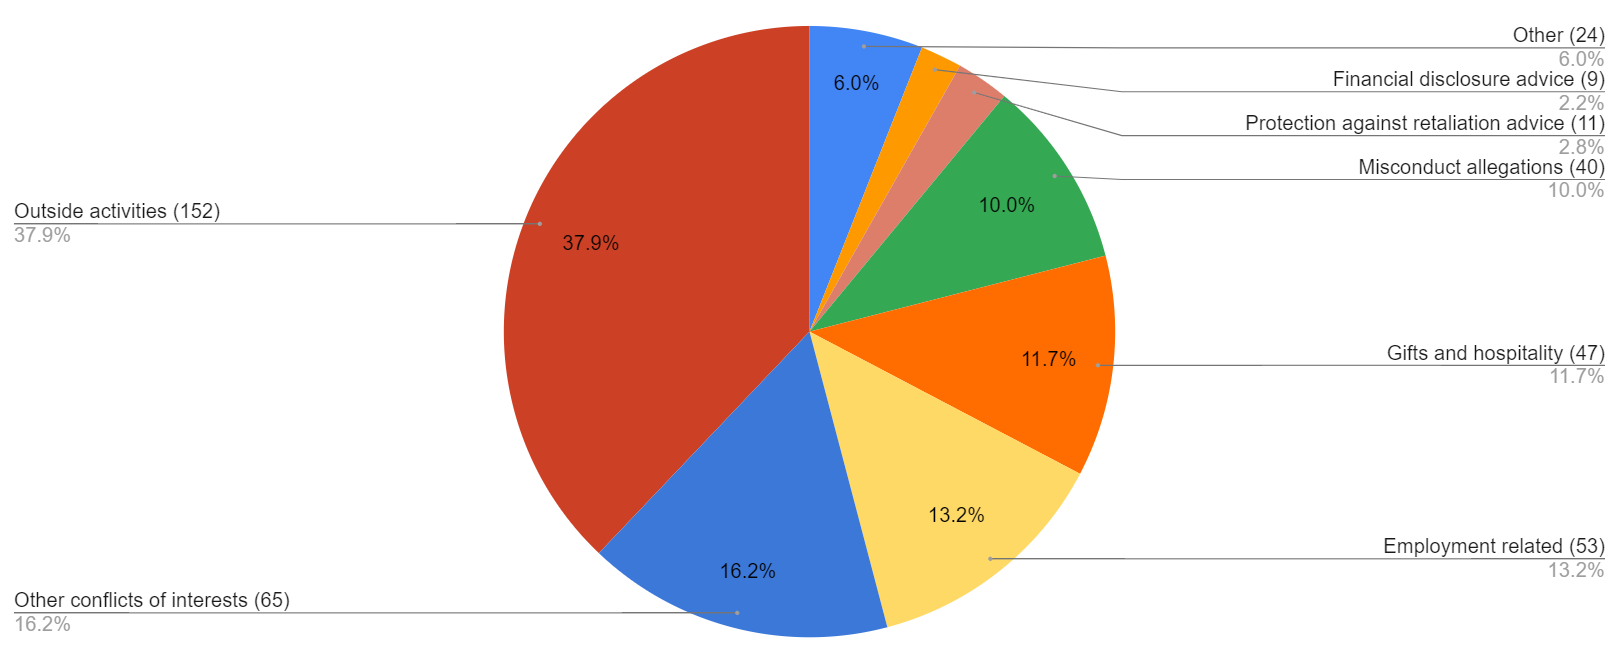 Other (24)
6.0%
Financial disclosure advice (9)
2.2%
Protection against retaliation advice (11)
2.8%
Misconduct allegations (40)
10.0%
Gifts and hospitality (47)
11.7%
Employment related (53)
13.2%
Other conflicts of interests (65)
16.2%
Outside activities (152)
37.9%
6.0%
10.0%
11.7%
13.2%
16.2%
37.9%